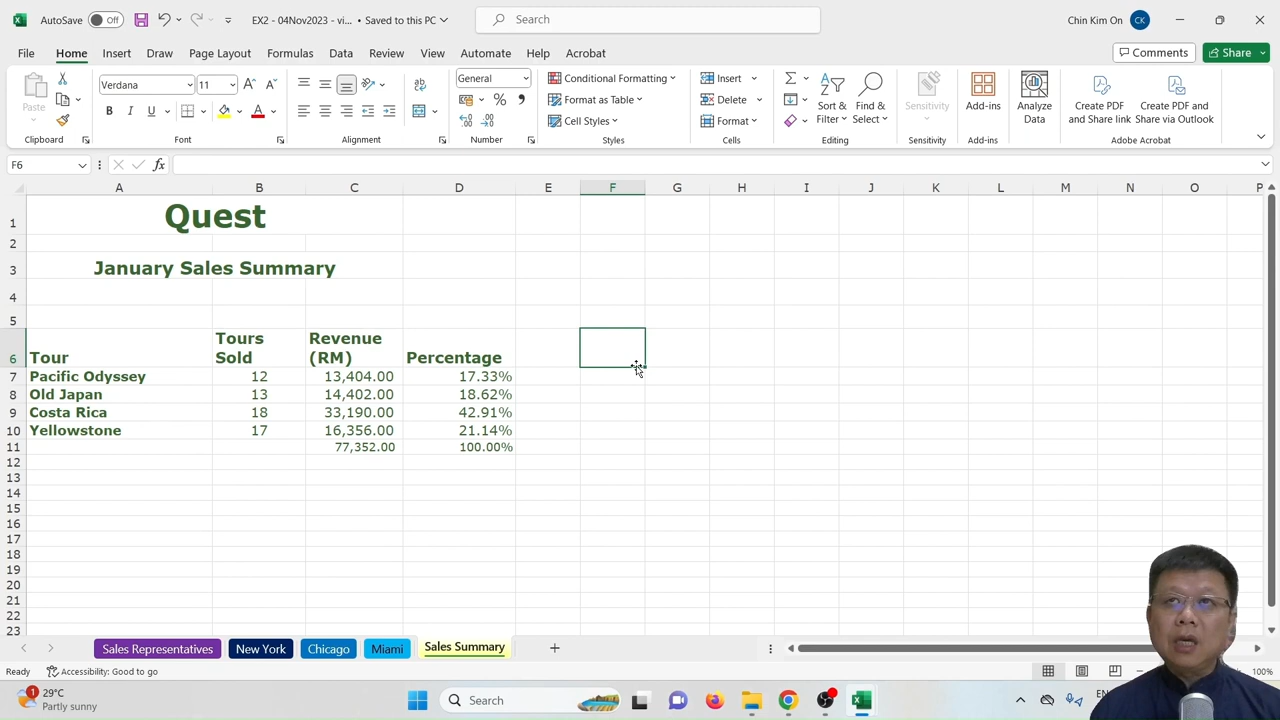 AutoSave Off EX2 - 04Nov2023 - vi... • Saved to this PC Search Chin Kim On CK
File Home Insert Draw Page Layout Formulas Data Review View Automate Help Acrobat Comments Share
Paste Verdana 11 General Conditional Formatting Insert Sort & Filter Find & Select Sensitivity Add-ins Analyze Data Create PDF and Share link Create PDF and Share via Outlook
B I U % Format as Table Delete
Cell Styles Format
Clipboard Font Alignment Number Styles Cells Editing Sensitivity Add-ins Adobe Acrobat
F6 fx
A B C D E F G H I J K L M N O P
1 Quest
2
3 January Sales Summary
4
5
6 Tour Tours Sold Revenue (RM) Percentage
7 Pacific Odyssey 12 13,404.00 17.33%
8 Old Japan 13 14,402.00 18.62%
9 Costa Rica 18 33,190.00 42.91%
10 Yellowstone 17 16,356.00 21.14%
11 77,352.00 100.00%
12
13
14
15
16
17
18
19
20
21
22
23
Sales Representatives New York Chicago Miami Sales Summary
Ready Accessibility: Good to go 100%
1 29°C
Partly sunny
Search